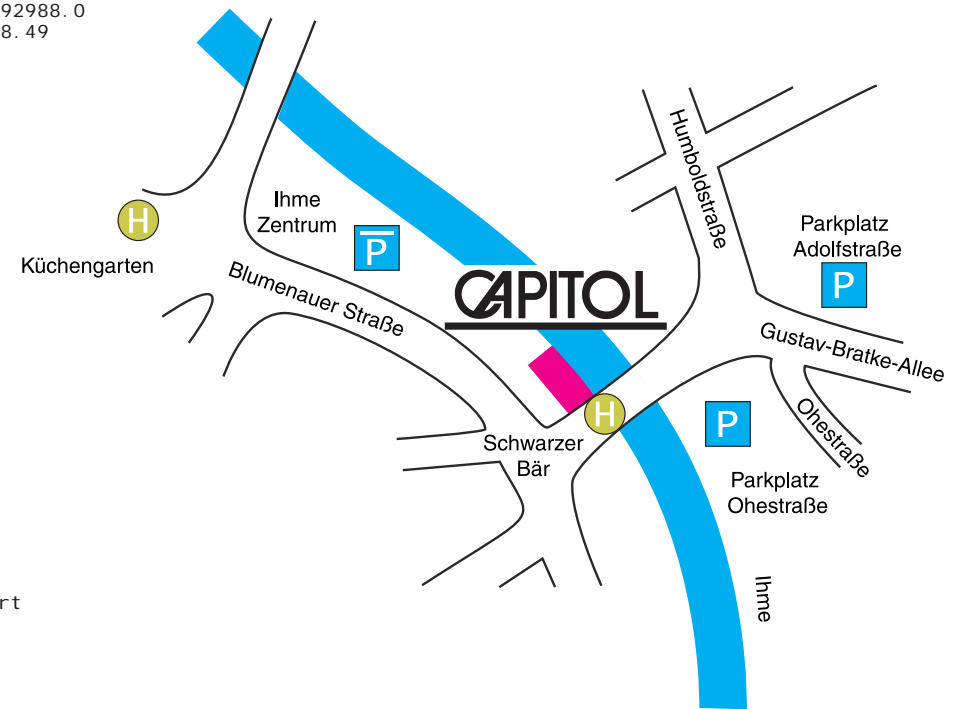 92988.0
8.49
Humboldstraße
Ihme
Zentrum
P
H
Küchengarten
Blumenauer Straße
Parkplatz
Adolfstraße
P
CAPITOL
Gustav-Bratke-Allee
H
P
Ohestraße
Schwarzer
Bär
Parkplatz
Ohestraße
Ihme
rt